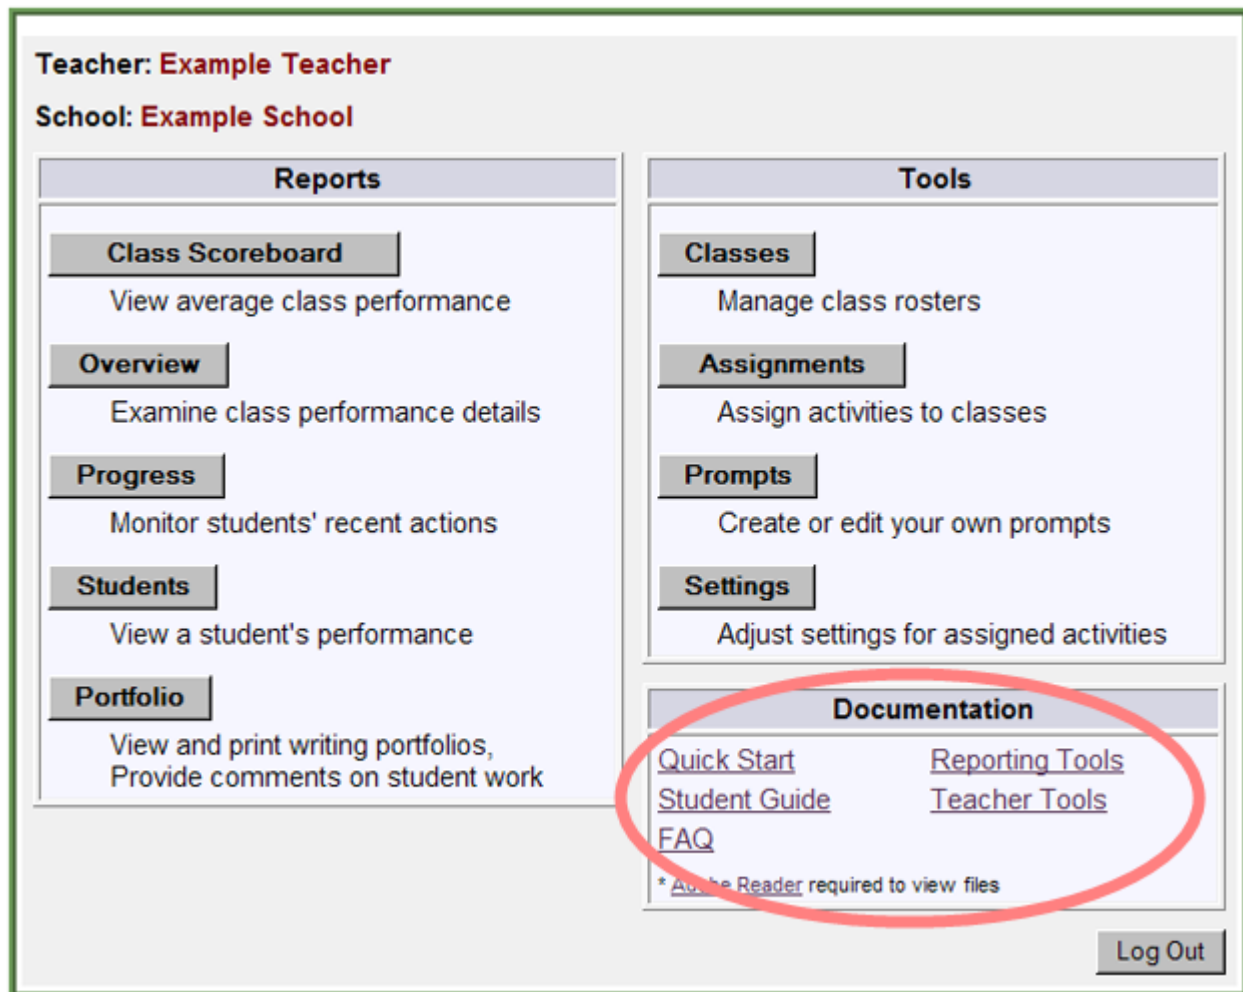 Teacher: Example Teacher
School: Example School
Reports
Class Scoreboard
View average class performance
Overview
Examine class performance details
Progress
Monitor students' recent actions
Students
View a student's performance
Portfolio
View and print writing portfolios,
Provide comments on student work
Tools
Classes
Manage class rosters
Assignments
Assign activities to classes
Prompts
Create or edit your own prompts
Settings
Adjust settings for assigned activities
Documentation
Quick Start Reporting Tools
Student Guide Teacher Tools
FAQ
* Adobe Reader required to view files
Log Out